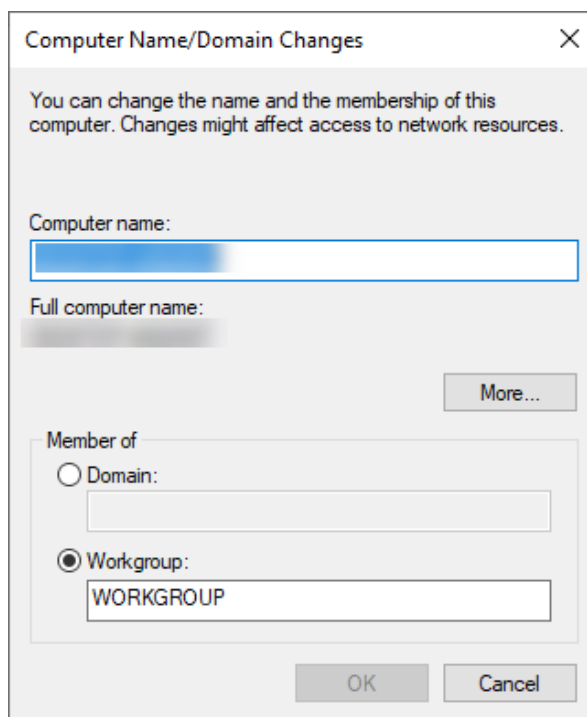 Computer Name/Domain Changes
You can change the name and the membership of this
computer. Changes might affect access to network resources.
Computer name:
Full computer name:
More...
Member of
Domain:
Workgroup:
WORKGROUP
OK
Cancel